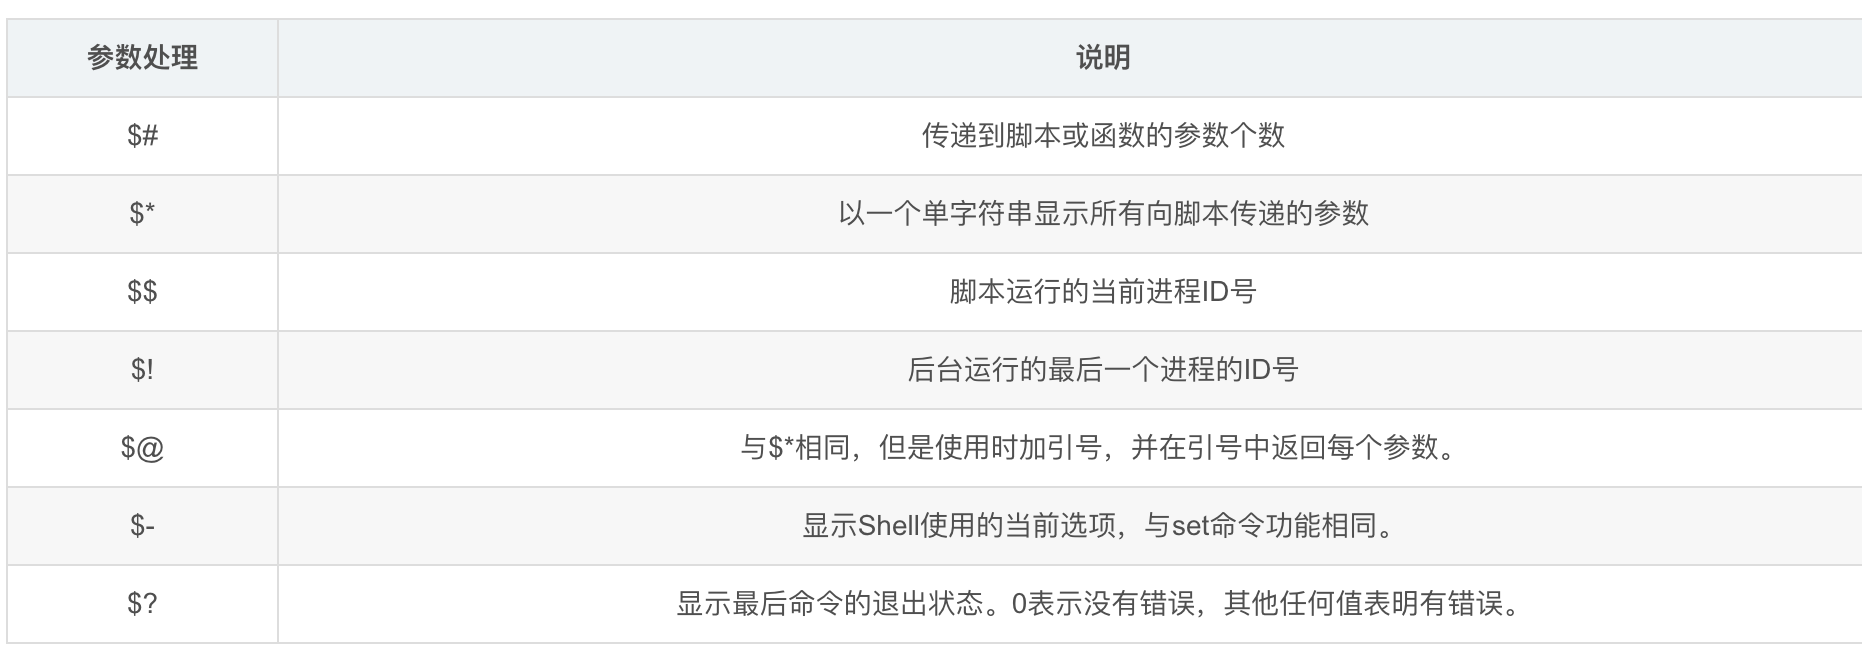 参数处理 说明
$# 传递到脚本或函数的参数个数
$* 以一个单字符串显示所有向脚本传递的参数
$$ 脚本运行的当前进程ID号
$! 后台运行的最后一个进程的ID号
$@ 与$*相同，但是使用时加引号，并在引号中返回每个参数。
$- 显示Shell使用的当前选项，与set命令功能相同。
$? 显示最后命令的退出状态。0表示没有错误，其他任何值表明有错误。